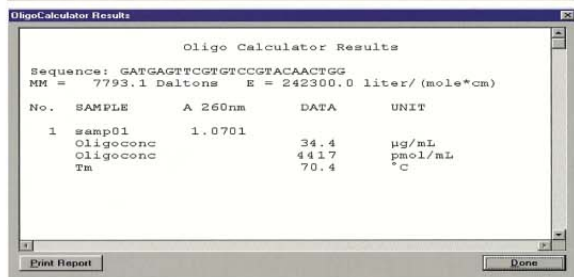 OligoCalculator Results
Oligo Calculator Results
Sequence: GATGAGTTCGTGTCCGTACAACTGG
MM = 7793.1 Daltons E = 242300.0 liter/(mole*cm)
No. SAMPLE A 260nm DATA UNIT
1 samp01 1.0701
Oligoconc 34.4 µg/mL
Oligoconc 4417 pmol/mL
Tm 70.4 °C
Print Report Done